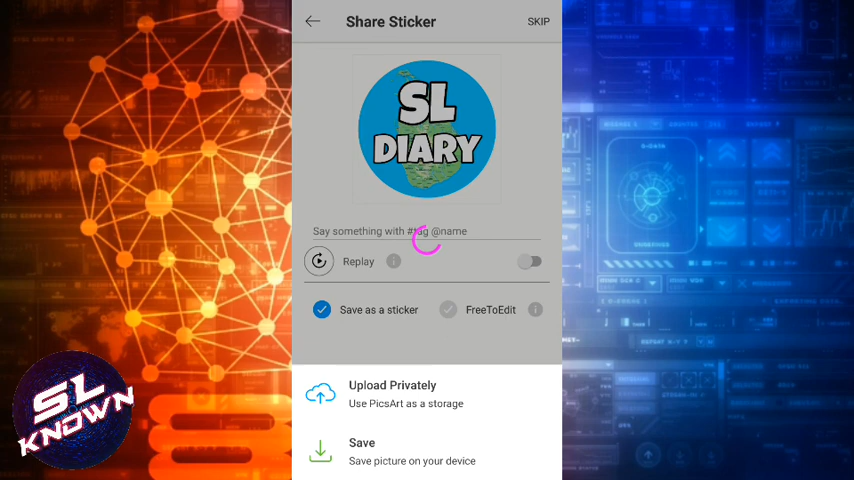 Share Sticker
SKIP
SL
DIARY
Say something with #tag @name
Replay
Save as a sticker
FreeToEdit
Upload Privately
Use PicsArt as a storage
Save
Save picture on your device
SL
KNOWN